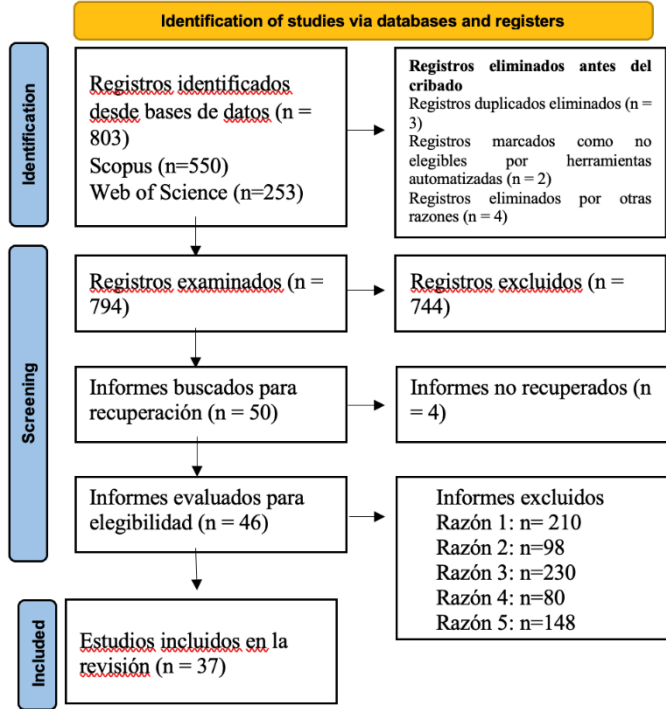 Identification of studies via databases and registers
Identification
Registros identificados
desde bases de datos (n =
803)
Scopus (n=550)
Web of Science (n=253)
Registros eliminados antes del
cribado
Registros duplicados eliminados (n =
3)
Registros marcados como no
elegibles por herramientas
automatizadas (n = 2)
Registros eliminados por otras
razones (n = 4)
Screening
Registros examinados (n =
794)
Registros excluidos (n =
744)
Informes buscados para
recuperación (n = 50)
Informes no recuperados (n
= 4)
Informes evaluados para
elegibilidad (n = 46)
Informes excluidos
Razón 1: n= 210
Razón 2: n=98
Razón 3: n=230
Razón 4: n=80
Razón 5: n=148
Included
Estudios incluidos en la
revisión (n = 37)